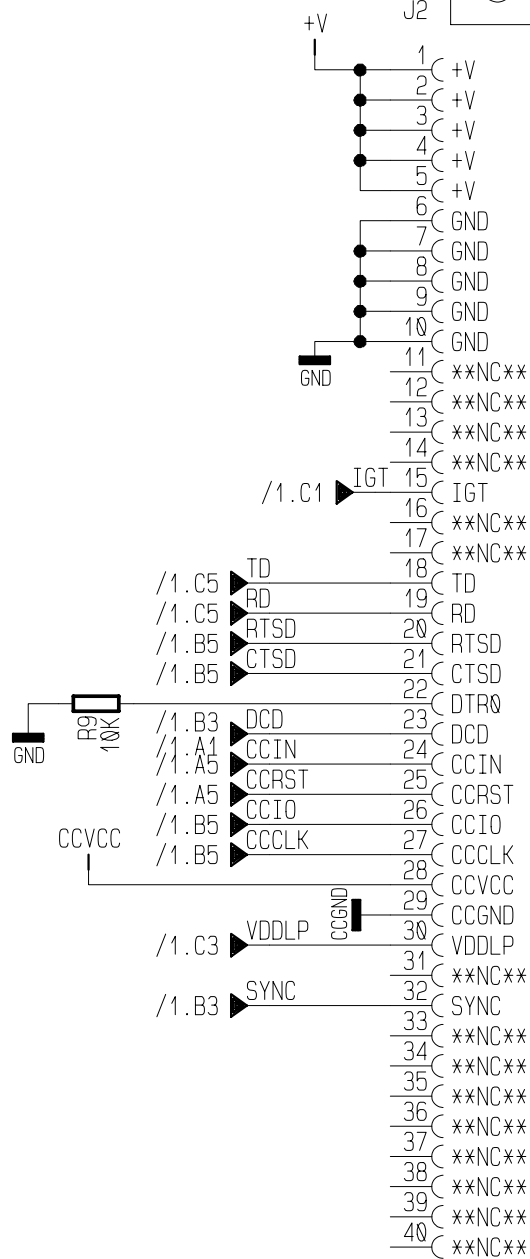 J2
+V
1 +V
2 +V
3 +V
4 +V
5 +V
6 GND
7 GND
8 GND
9 GND
10 GND
GND
11 **NC**
12 **NC**
13 **NC**
14 **NC**
/1.C1 IGT 15 IGT
16 **NC**
17 **NC**
/1.C5 TD 18 TD
/1.C5 RD 19 RD
/1.B5 RTSD 20 RTSD
/1.B5 CTSD 21 CTSD
R9 10K 22 DTR0
GND
/1.B3 DCD 23 DCD
/1.A1
/1.A5 CCIN 24 CCIN
/1.A5 CCRST 25 CCRST
/1.B5 CCIO 26 CCIO
/1.B5 CCCLK 27 CCCLK
CCVCC 28 CCVCC
CCGND 29 CCGND
/1.C3 VDDLP 30 VDDLP
31 **NC**
/1.B3 SYNC 32 SYNC
33 **NC**
34 **NC**
35 **NC**
36 **NC**
37 **NC**
38 **NC**
39 **NC**
40 **NC**